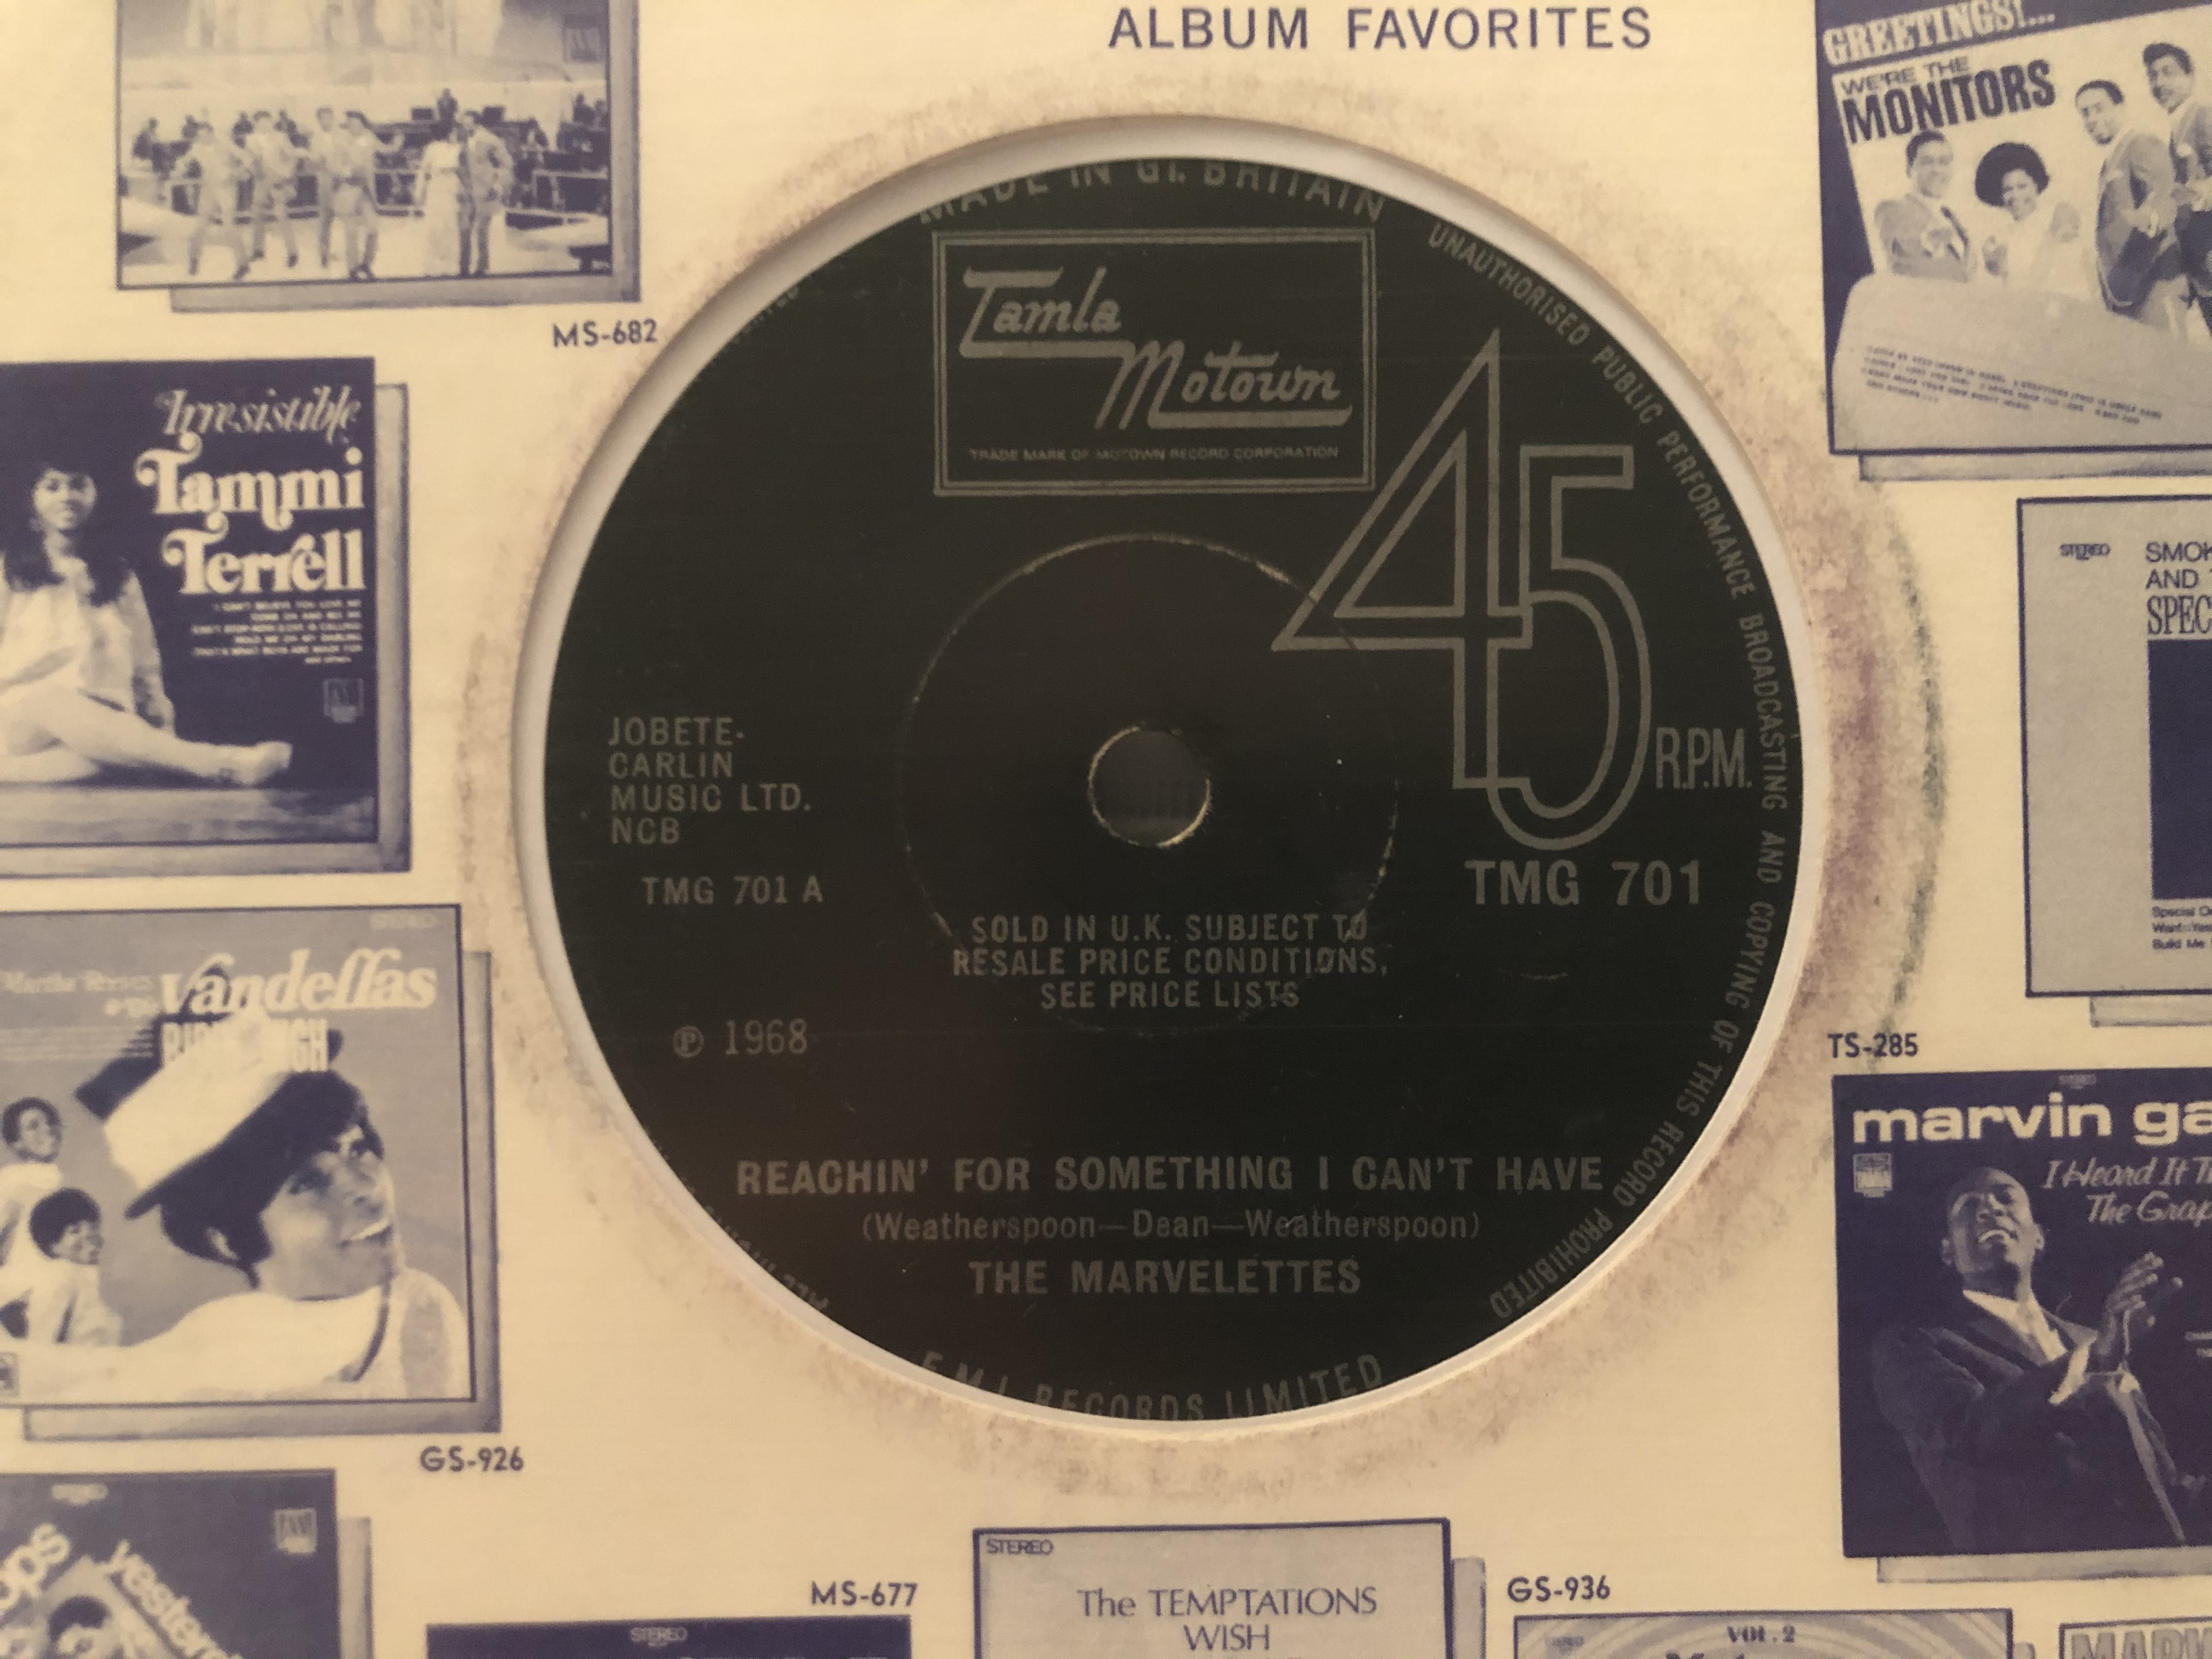 ALBUM FAVORITES
MS-682
Irresistible
Tammi
Terrell
Vandellas
GS-926
yester
MS-677
STEREO
STEREO
The TEMPTATIONS
WISH
GS-936
VOL. 2
GREETINGS!...
WE'RE THE
MONITORS
STEREO
SMOK
AND
SPEC
Build Me
TS-285
marvin ga
I Heard It T
The Grap
MADE IN GT. BRITAIN
Tamla
Motown
TRADE MARK OF MOTOWN RECORD CORPORATION
45
R.P.M.
UNAUTHORISED PUBLIC PERFORMANCE BROADCASTING AND COPYING OF THIS RECORD PROHIBITED
JOBETE-
CARLIN
MUSIC LTD.
NCB
TMG 701 A
TMG 701
SOLD IN U.K. SUBJECT TO
RESALE PRICE CONDITIONS,
SEE PRICE LISTS
℗ 1968
REACHIN' FOR SOMETHING I CAN'T HAVE
(Weatherspoon—Dean—Weatherspoon)
THE MARVELETTES
E.M.I. RECORDS LIMITED